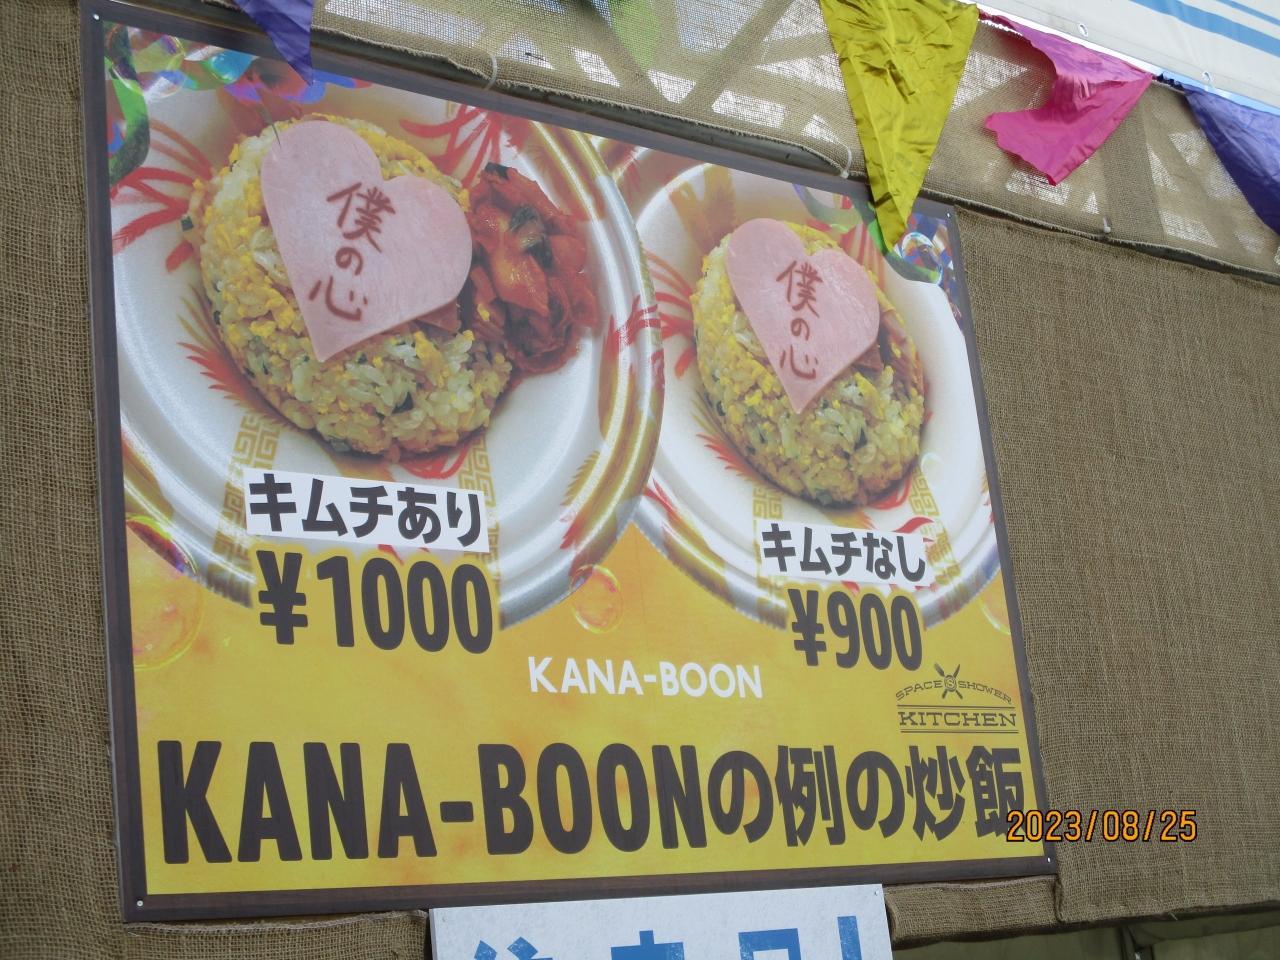 僕の心
僕の心
キムチあり
¥1000
キムチなし
¥900
KANA-BOON
SPACE SHOWER
KITCHEN
KANA-BOONの例の炒飯
2023/08/25